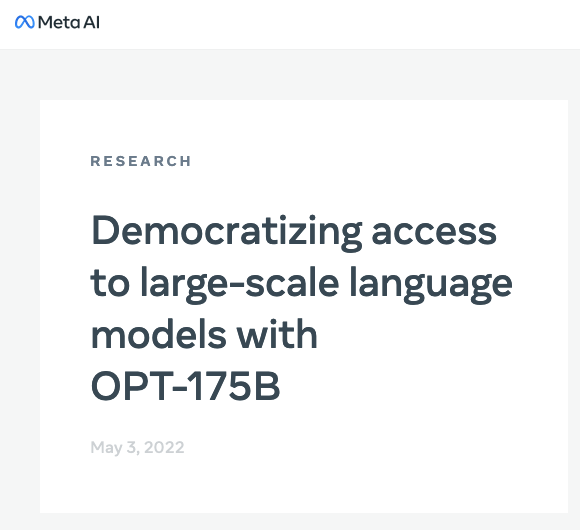 Meta AI
RESEARCH
Democratizing access
to large-scale language
models with
OPT-175B
May 3, 2022